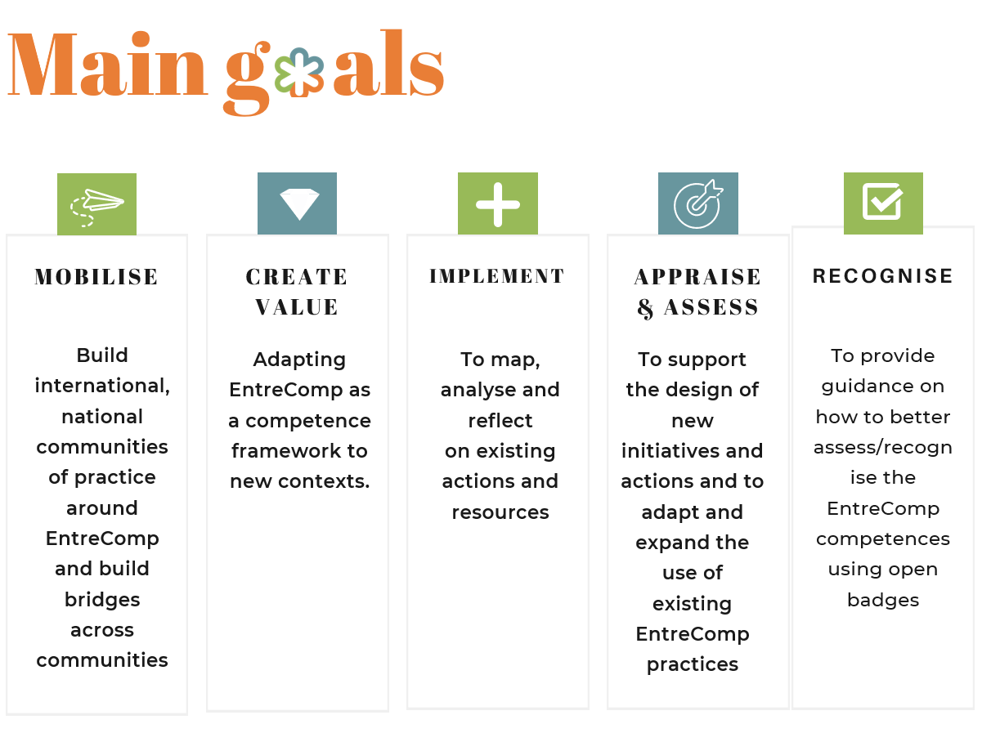 Main goals
MOBILISE
Build
international,
national
communities
of practice
around
EntreComp
and build
bridges
across
communities
CREATE
VALUE
Adapting
EntreComp as
a competence
framework to
new contexts.
IMPLEMENT
To map,
analyse and
reflect
on existing
actions and
resources
APPRAISE
& ASSESS
To support
the design of
new
initiatives and
actions and to
adapt and
expand the
use of
existing
EntreComp
practices
RECOGNISE
To provide
guidance on
how to better
assess/recogn
ise the
EntreComp
competences
using open
badges